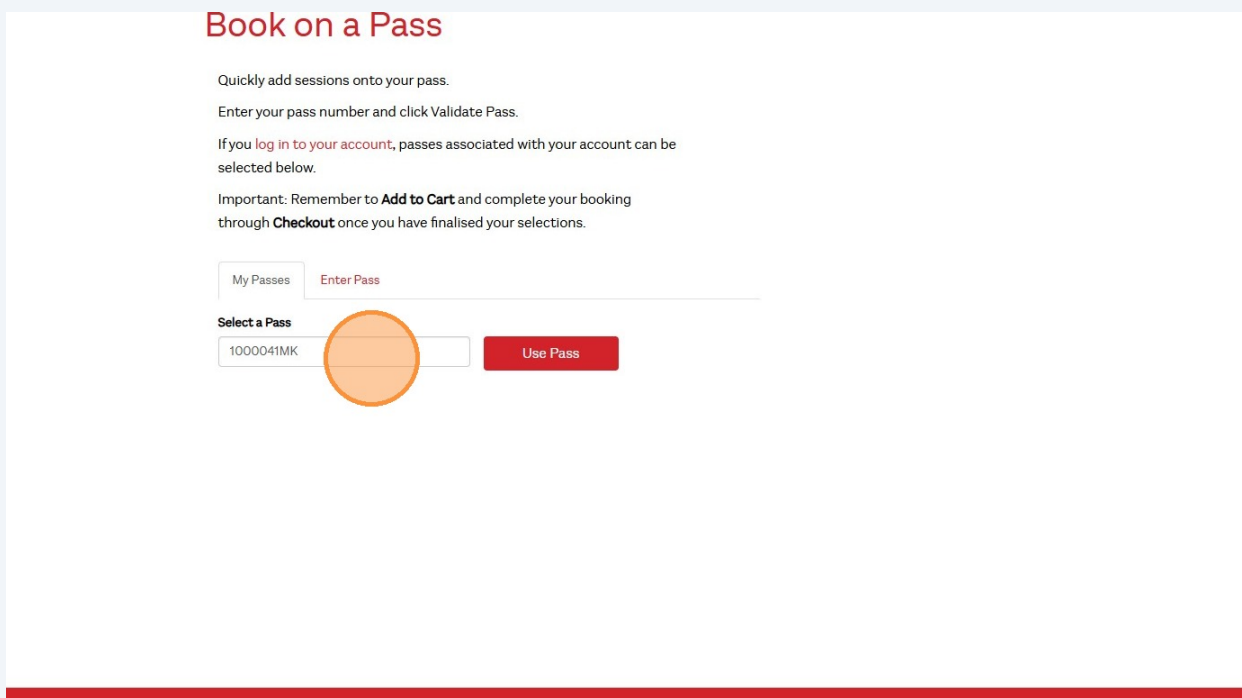 Book on a Pass
Quickly add sessions onto your pass.
Enter your pass number and click Validate Pass.
If you log in to your account, passes associated with your account can be
selected below.
Important: Remember to Add to Cart and complete your booking
through Checkout once you have finalised your selections.
My Passes Enter Pass
Select a Pass
1000041MK Use Pass